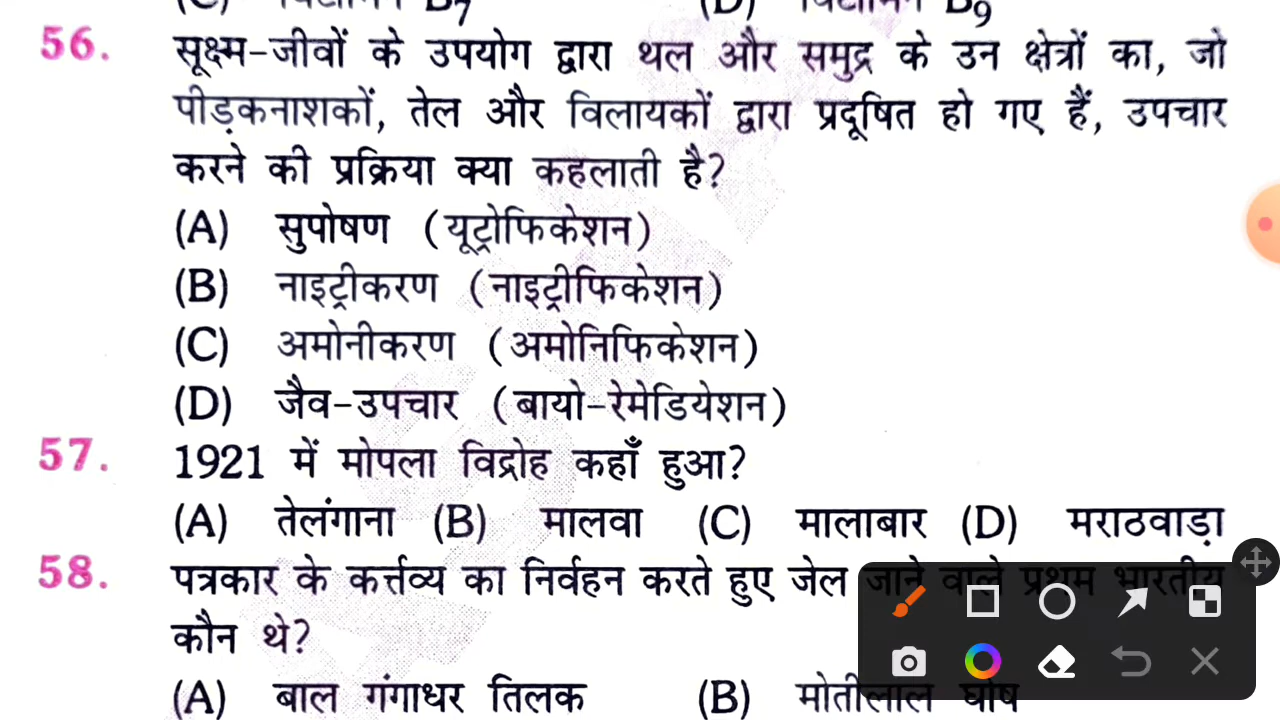 56. सूक्ष्म-जीवों के उपयोग द्वारा थल और समुद्र के उन क्षेत्रों का, जो
पीड़कनाशकों, तेल और विलायकों द्वारा प्रदूषित हो गए हैं, उपचार
करने की प्रक्रिया क्या कहलाती है?
(A) सुपोषण (यूट्रोफिकेशन)
(B) नाइट्रीकरण (नाइट्रीफिकेशन)
(C) अमोनीकरण (अमोनिफिकेशन)
(D) जैव-उपचार (बायो-रेमेडियेशन)
57. 1921 में मोपला विद्रोह कहाँ हुआ?
(A) तेलंगाना (B) मालवा (C) मालाबार (D) मराठवाड़ा
58. पत्रकार के कर्त्तव्य का निर्वहन करते हुए जेल जाने वाले प्रथम भारतीय
कौन थे?
(A) बाल गंगाधर तिलक (B) मोतीलाल घोष